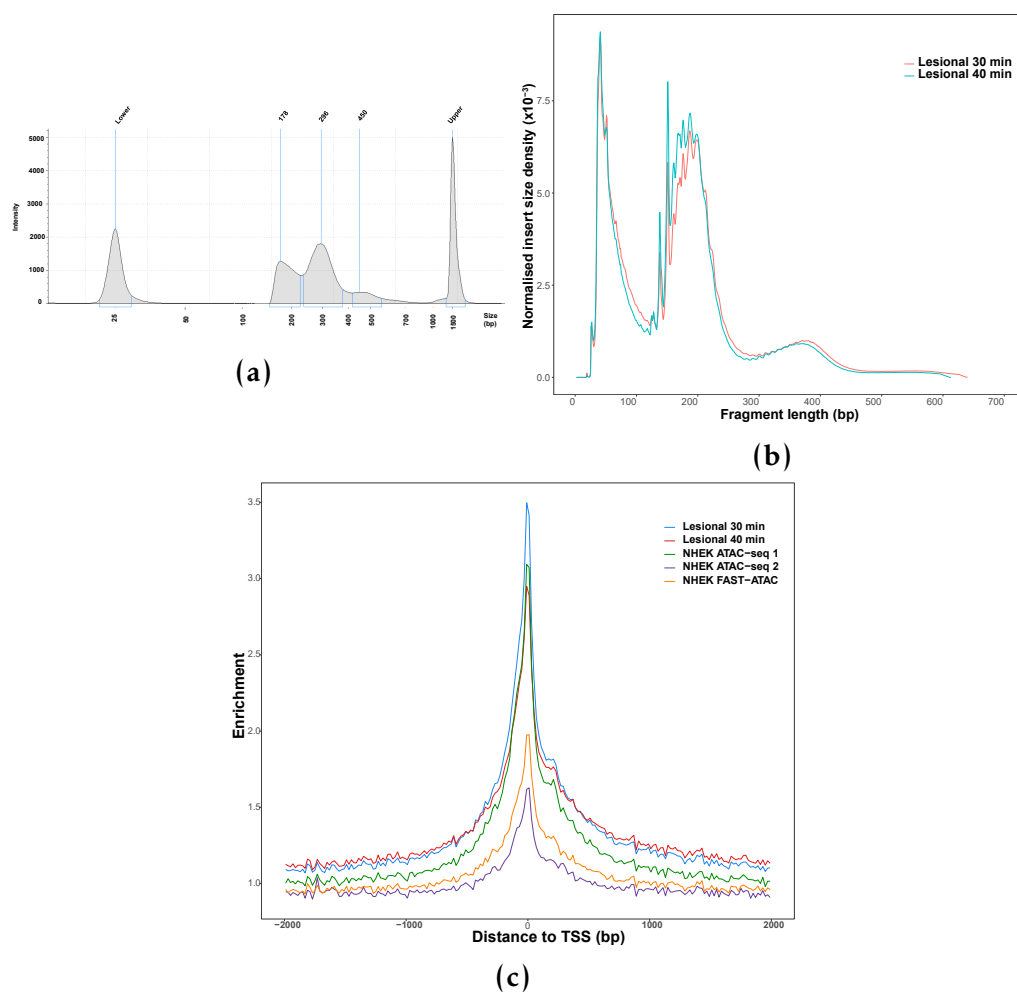 Lower
178
296
450
Upper
5000
4000
3000
2000
1000
0
Intensity
25
50
100
200
300
400
500
700
1000
1500
Size
(bp)
(a)
Normalised insert size density (x10⁻³)
7.5
5.0
2.5
0.0
Lesional 30 min
Lesional 40 min
0
100
200
300
400
500
600
700
Fragment length (bp)
(b)
Enrichment
3.5
3.0
2.5
2.0
1.5
1.0
Lesional 30 min
Lesional 40 min
NHEK ATAC−seq 1
NHEK ATAC−seq 2
NHEK FAST−ATAC
−2000
−1000
0
1000
2000
Distance to TSS (bp)
(c)